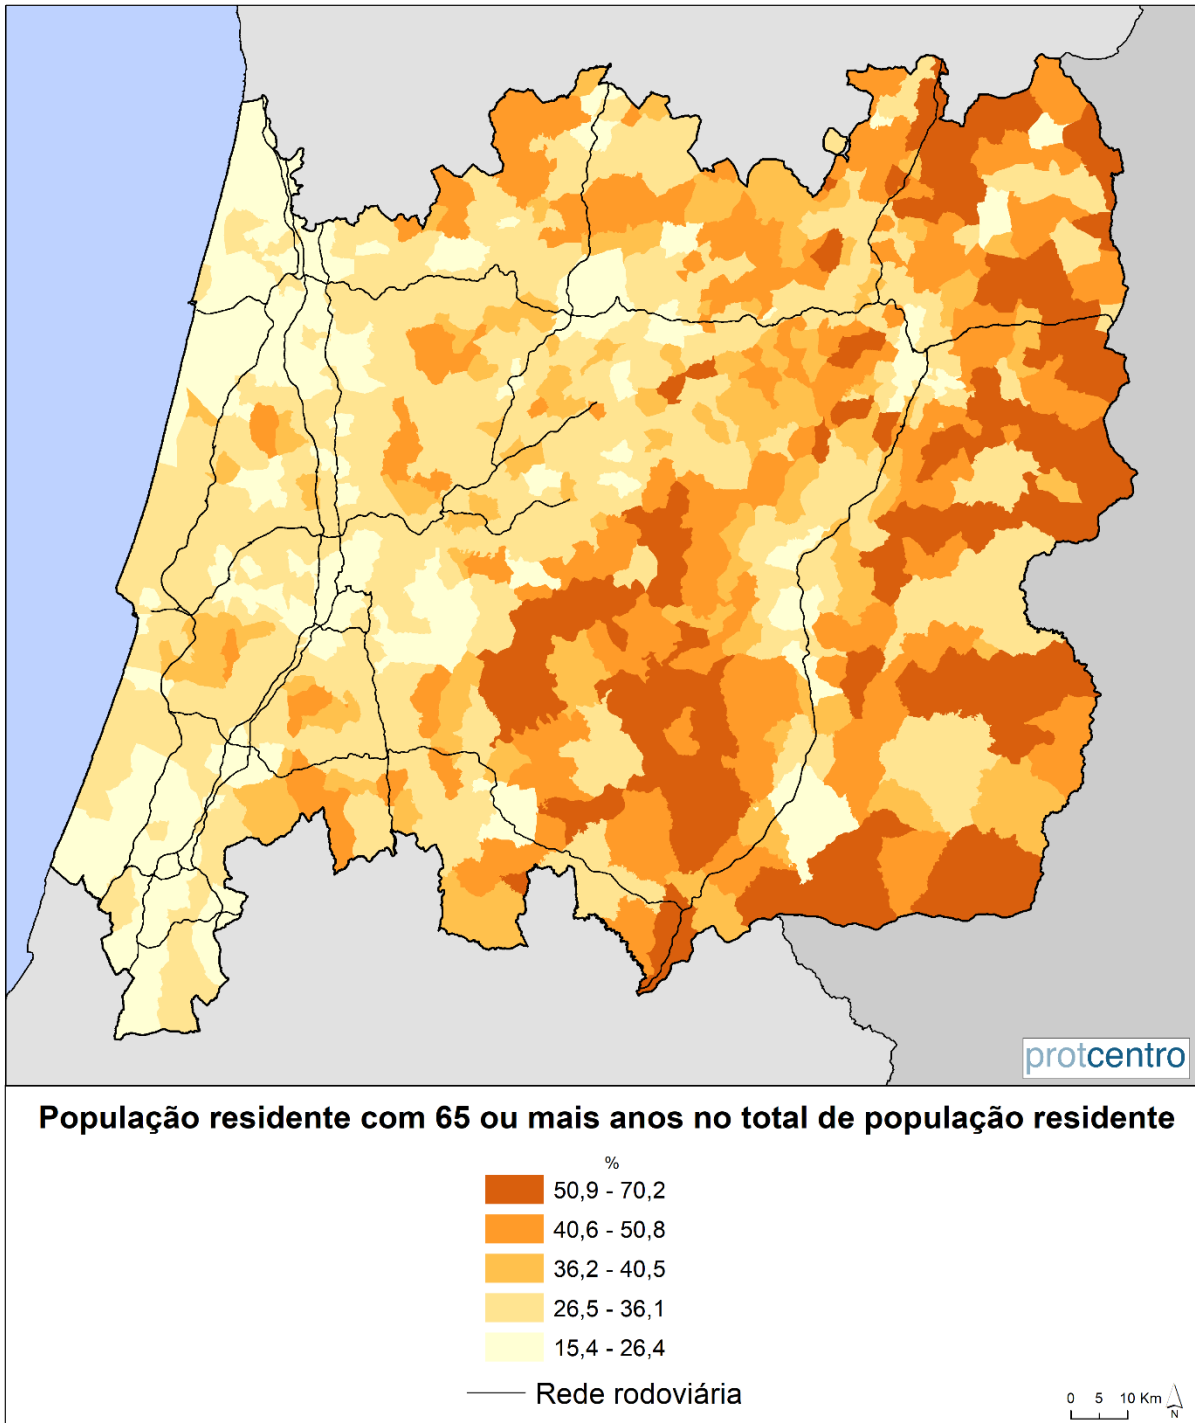 protcentro
População residente com 65 ou mais anos no total de população residente
%
50,9 - 70,2
40,6 - 50,8
36,2 - 40,5
26,5 - 36,1
15,4 - 26,4
Rede rodoviária
0 5 10 Km
N